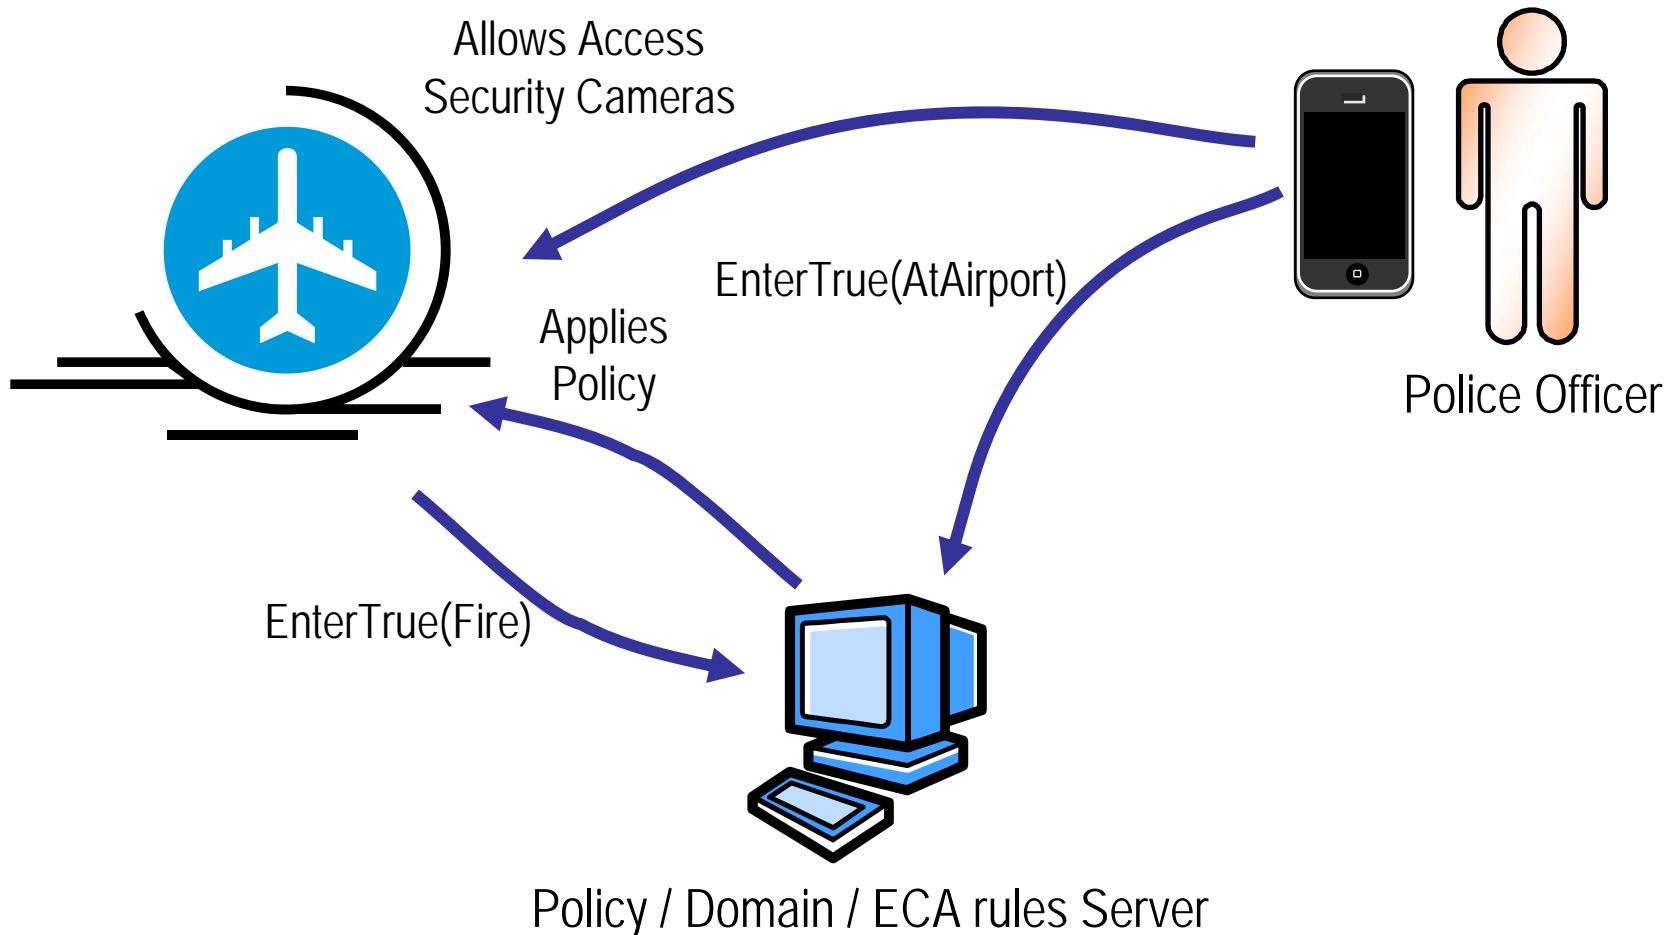 Allows Access
Security Cameras
EnterTrue(AtAirport)
Applies
Policy
Police Officer
EnterTrue(Fire)
Policy / Domain / ECA rules Server